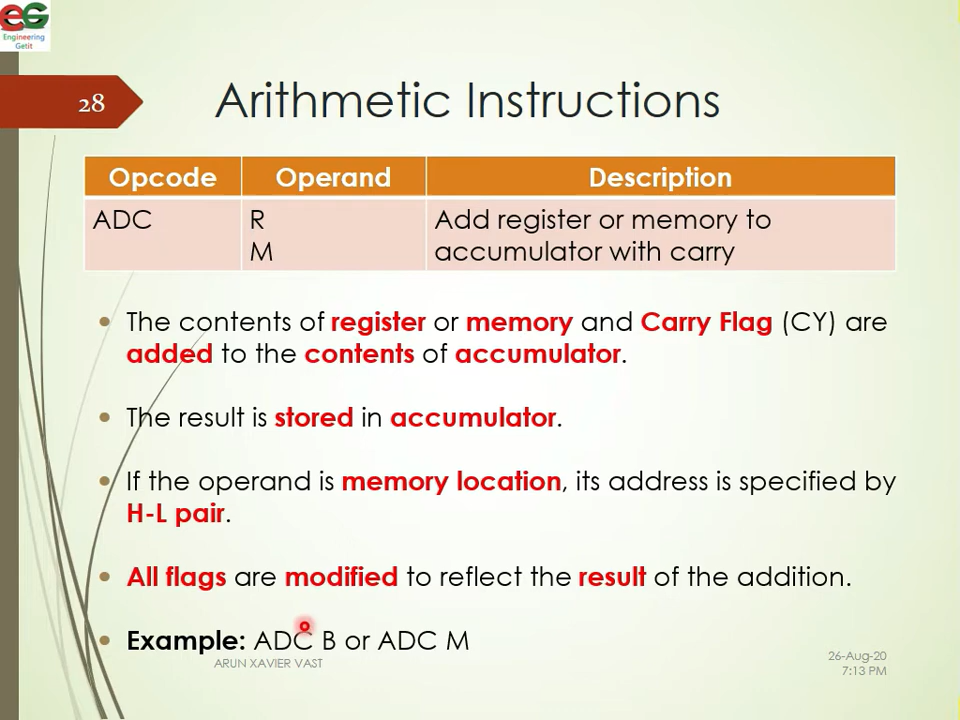 EG
Engineering
Getit
28
Arithmetic Instructions
Opcode Operand Description
ADC R Add register or memory to
M accumulator with carry
• The contents of register or memory and Carry Flag (CY) are
added to the contents of accumulator.
• The result is stored in accumulator.
• If the operand is memory location, its address is specified by
H-L pair.
• All flags are modified to reflect the result of the addition.
• Example: ADC B or ADC M
ARUN XAVIER VAST
26-Aug-20
7:13 PM